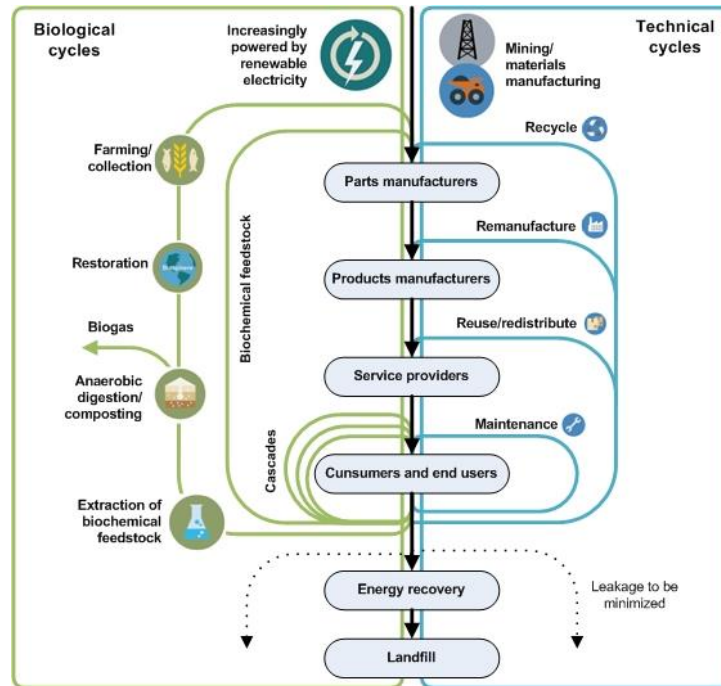 Biological
cycles
Increasingly
powered by
renewable
electricity
Mining/
materials
manufacturing
Technical
cycles
Farming/
collection
Recycle
Parts manufacturers
Remanufacture
Restoration
Products manufacturers
Biochemical feedstock
Biogas
Reuse/redistribute
Anaerobic
digestion/
composting
Service providers
Maintenance
Cascades
Cunsumers and end users
Extraction of
biochemical
feedstock
Energy recovery
Leakage to be
minimized
Landfill